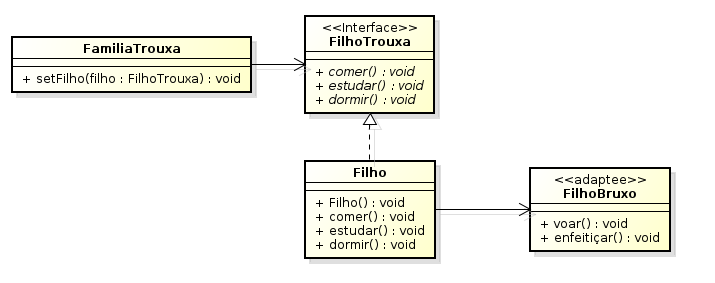 FamiliaTrouxa
+ setFilho(filho : FilhoTrouxa) : void
<<Interface>>
FilhoTrouxa
+ comer() : void
+ estudar() : void
+ dormir() : void
Filho
+ Filho() : void
+ comer() : void
+ estudar() : void
+ dormir() : void
<<adaptee>>
FilhoBruxo
+ voar() : void
+ enfeitiçar() : void